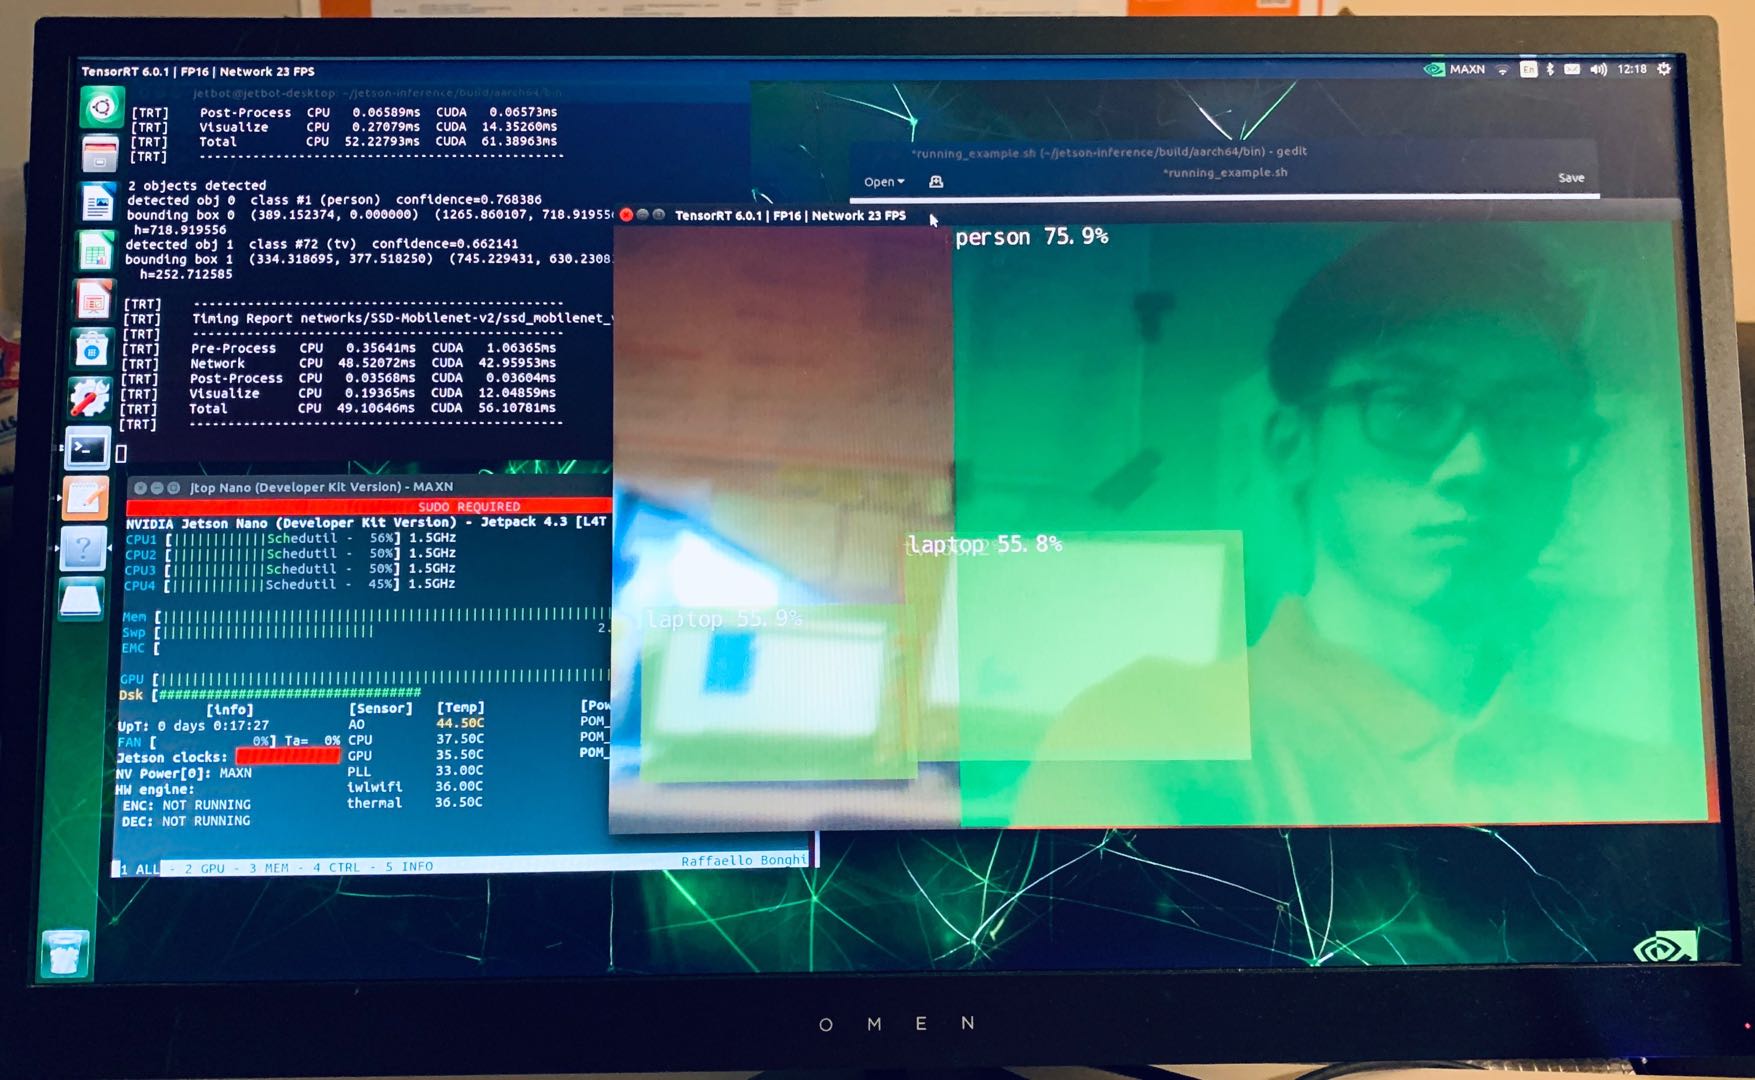 TensorRT 6.0.1 | FP16 | Network 23 FPS
MAXN
En
12:18
jetbot@jetbot-desktop: ~/jetson-inference/build/aarch64/bin
[TRT] Post-Process CPU 0.06589ms CUDA 0.06573ms
[TRT] Visualize CPU 0.27079ms CUDA 14.35260ms
[TRT] Total CPU 52.22793ms CUDA 61.38963ms
[TRT] ------------------------------------------------
2 objects detected
detected obj 0 class #1 (person) confidence=0.768386
bounding box 0 (389.152374, 0.000000) (1265.860107, 718.919556
h=718.919556
detected obj 1 class #72 (tv) confidence=0.662141
bounding box 1 (334.318695, 377.518250) (745.229431, 630.2308
h=252.712585
[TRT] ------------------------------------------------
[TRT] Timing Report networks/SSD-Mobilenet-v2/ssd_mobilenet_v
[TRT] ------------------------------------------------
[TRT] Pre-Process CPU 0.35641ms CUDA 1.06365ms
[TRT] Network CPU 48.52072ms CUDA 42.95953ms
[TRT] Post-Process CPU 0.03568ms CUDA 0.03604ms
[TRT] Visualize CPU 0.19365ms CUDA 12.04859ms
[TRT] Total CPU 49.10646ms CUDA 56.10781ms
[TRT] ------------------------------------------------
[TRT]
*running_example.sh (~/jetson-inference/build/aarch64/bin) - gedit
Open
*running_example.sh
Save
TensorRT 6.0.1 | FP16 | Network 23 FPS
person 75.9%
laptop 55.8%
laptop 55.9%
jtop Nano (Developer Kit Version) - MAXN
SUDO REQUIRED
NVIDIA Jetson Nano (Developer Kit Version) - Jetpack 4.3 [L4T
CPU1 [||||||||||||Schedutil - 56%] 1.5GHz
CPU2 [||||||||||||Schedutil - 50%] 1.5GHz
CPU3 [||||||||||||Schedutil - 50%] 1.5GHz
CPU4 [||||||||||||Schedutil - 45%] 1.5GHz
Mem [
Swp [ 2.
EMC [
GPU [
Dsk [#################################
[info] [Sensor] [Temp] [Pow
UpT: 0 days 0:17:27 AO 44.50C POM_
FAN [ 0%] Ta= 0% CPU 37.50C POM_
Jetson clocks: GPU 35.50C POM_
NV Power[0]: MAXN PLL 33.00C
HW engine: iwlwifi 36.00C
ENC: NOT RUNNING thermal 36.50C
DEC: NOT RUNNING
1 ALL - 2 GPU - 3 MEM - 4 CTRL - 5 INFO Raffaello Bonghi
OMEN